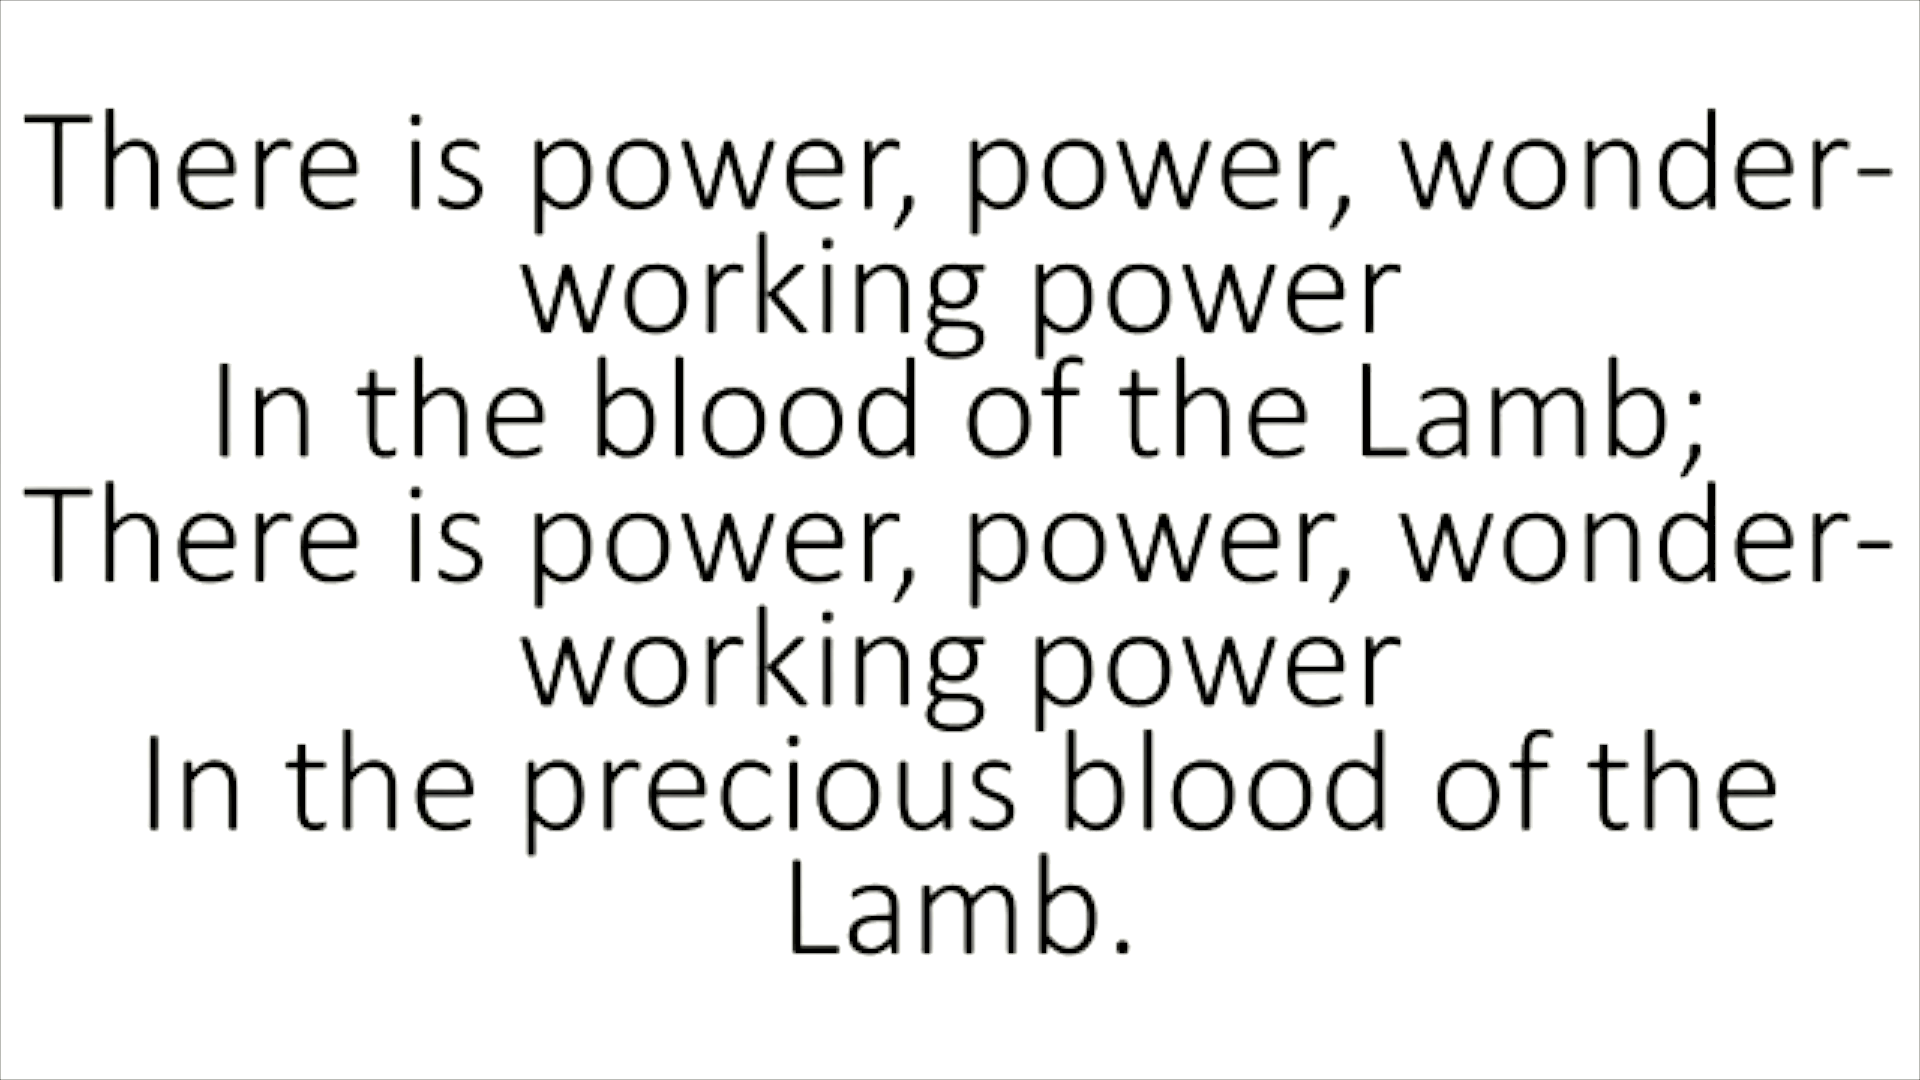 There is power, power, wonder-
working power
In the blood of the Lamb;
There is power, power, wonder-
working power
In the precious blood of the
Lamb.